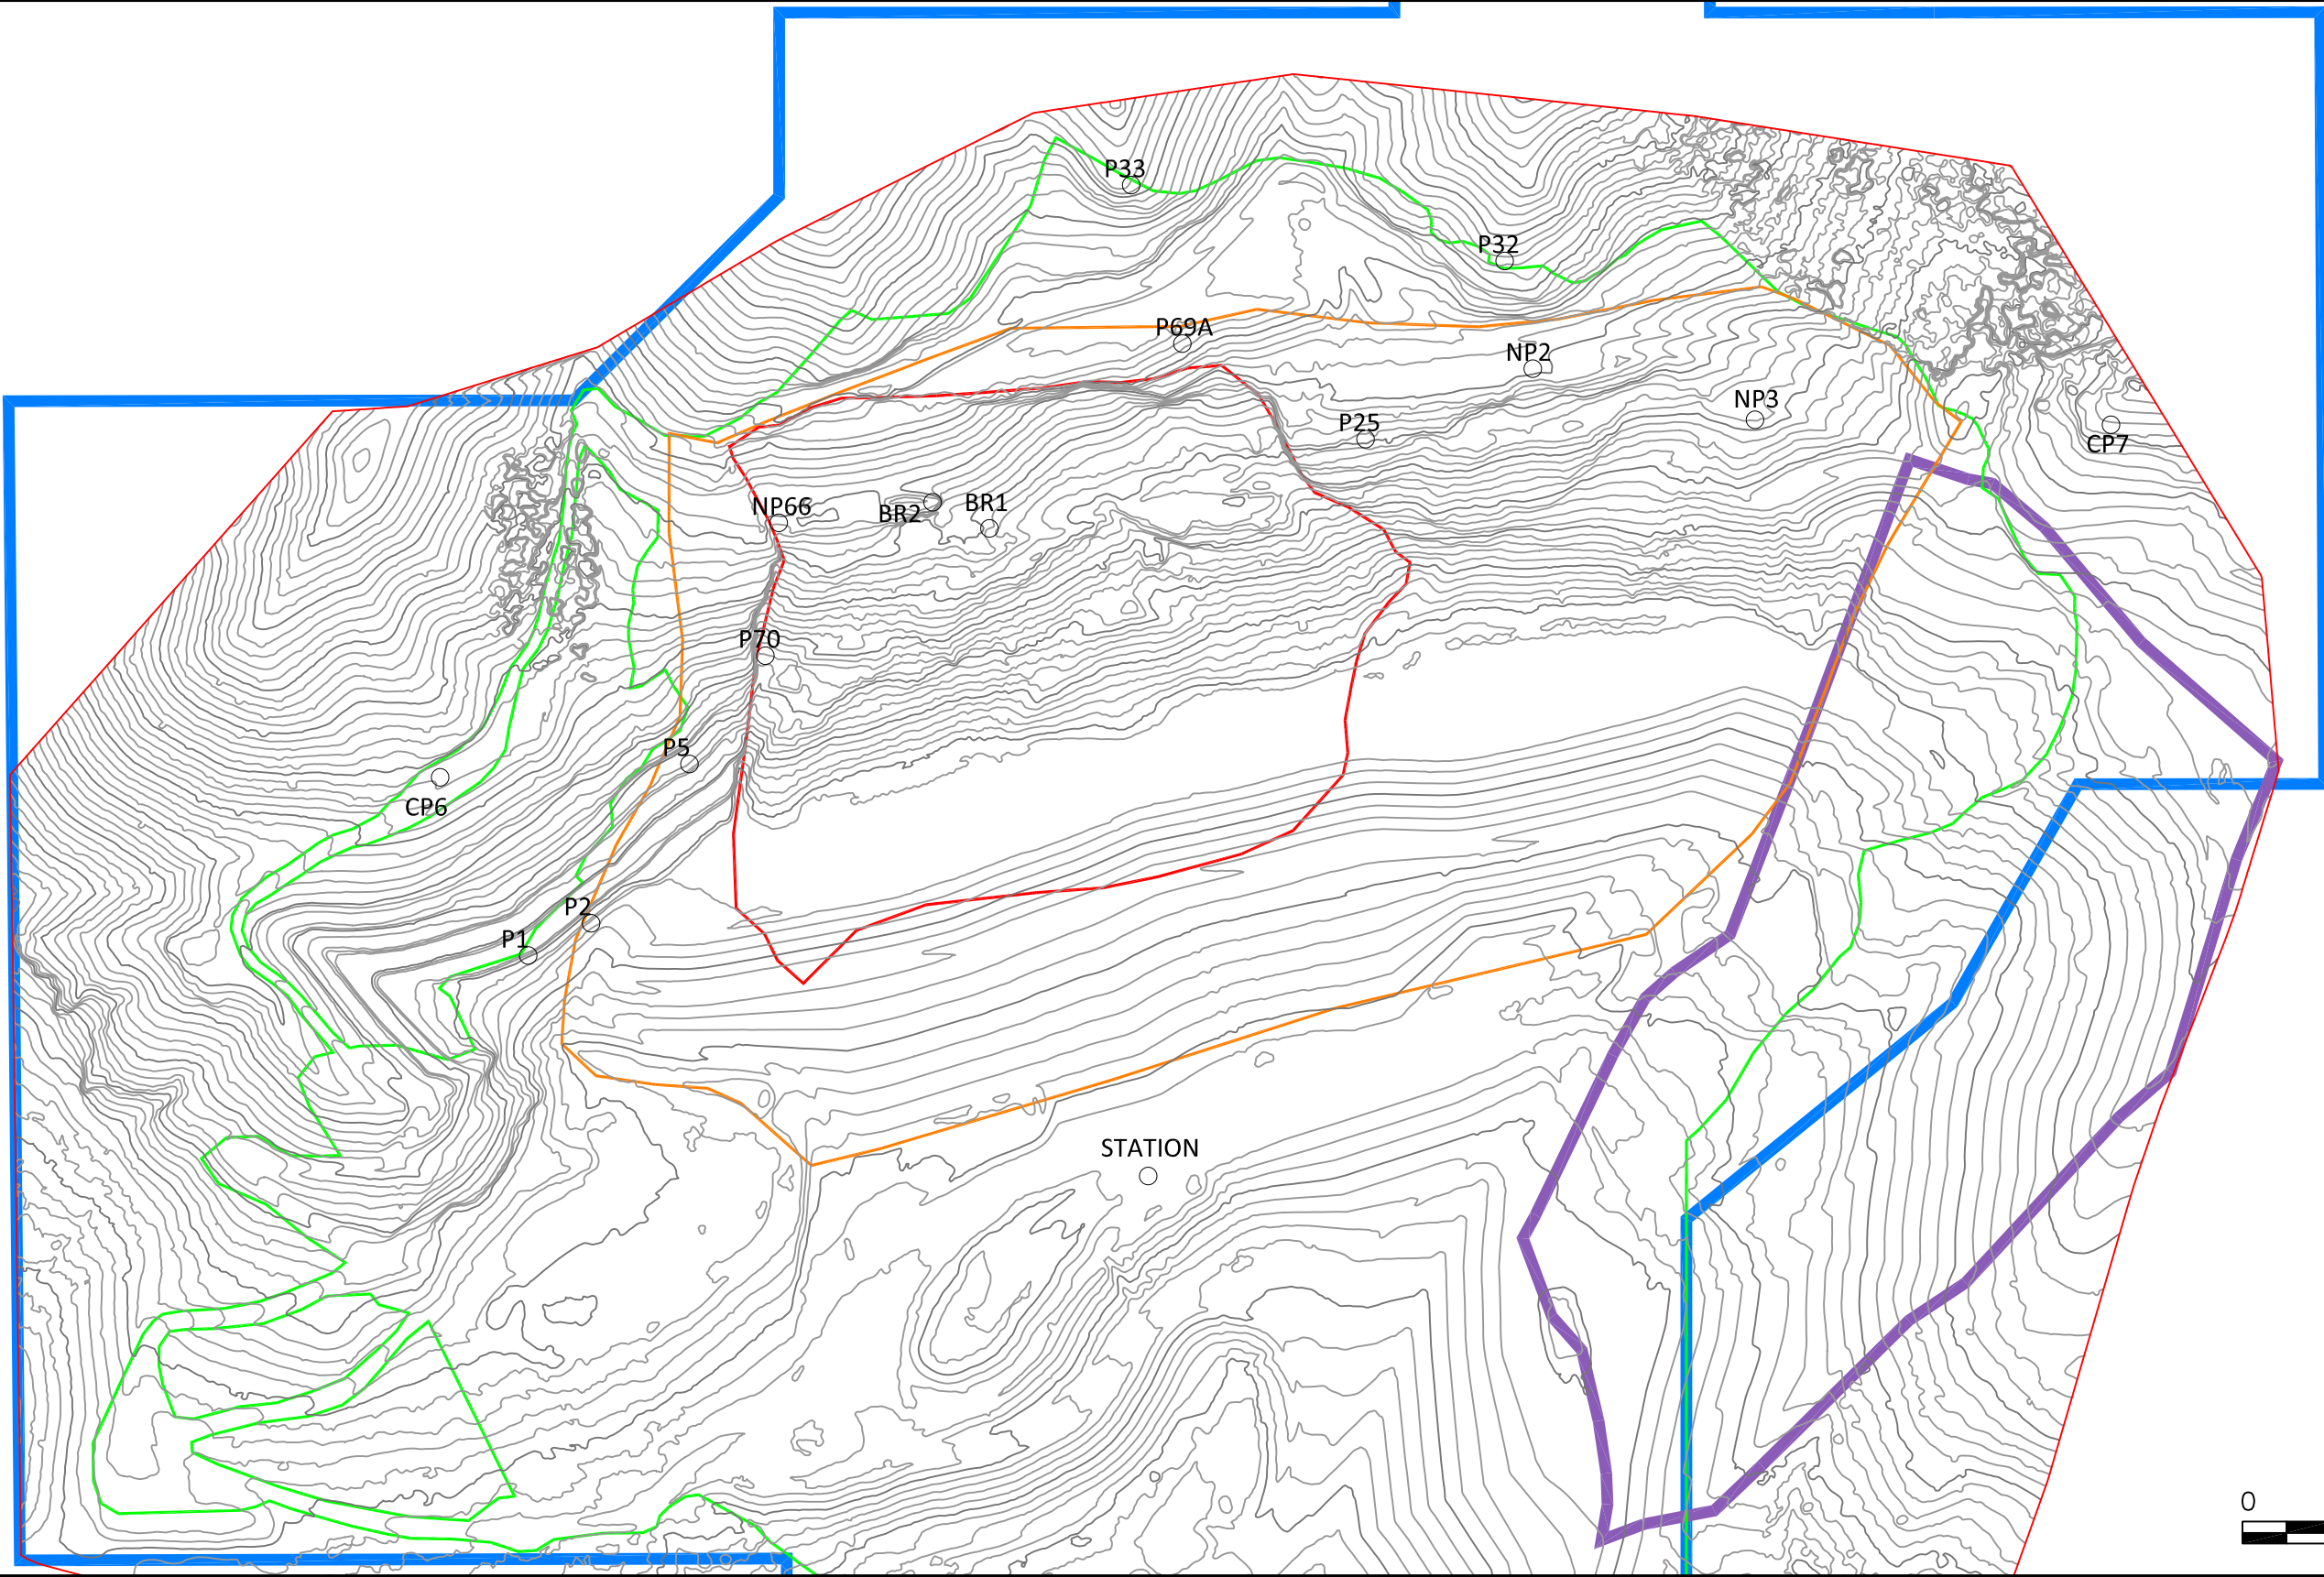 P33
P32
P69A
NP2
NP3
P25
CP7
NP66
BR2
BR1
P70
P5
CP6
P2
P1
STATION
0